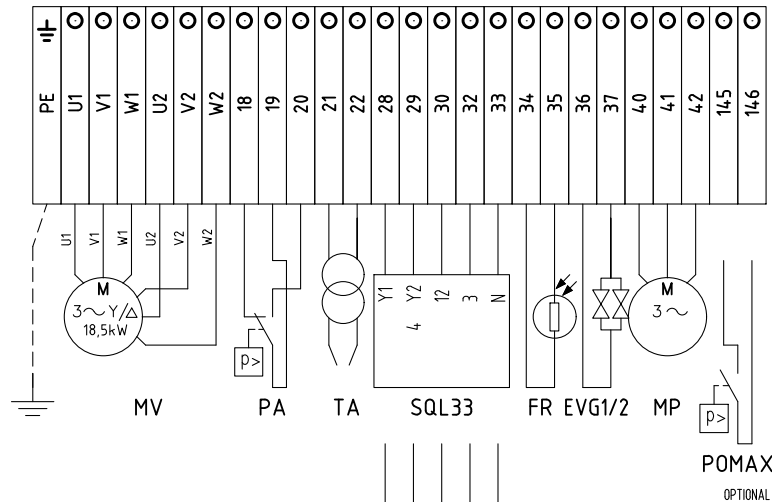 PE U1 V1 W1 U2 V2 W2 18 19 20 21 22 28 29 30 32 33 34 35 36 37 40 41 42 145 146
U1 V1 W1 U2 V2 W2
M
3~ Y/△
18,5kW
p>
Y1 Y2 12 3 N
4
M
3~
p>
MV PA TA SQL33 FR EVG1/2 MP
POMAX
OPTIONAL